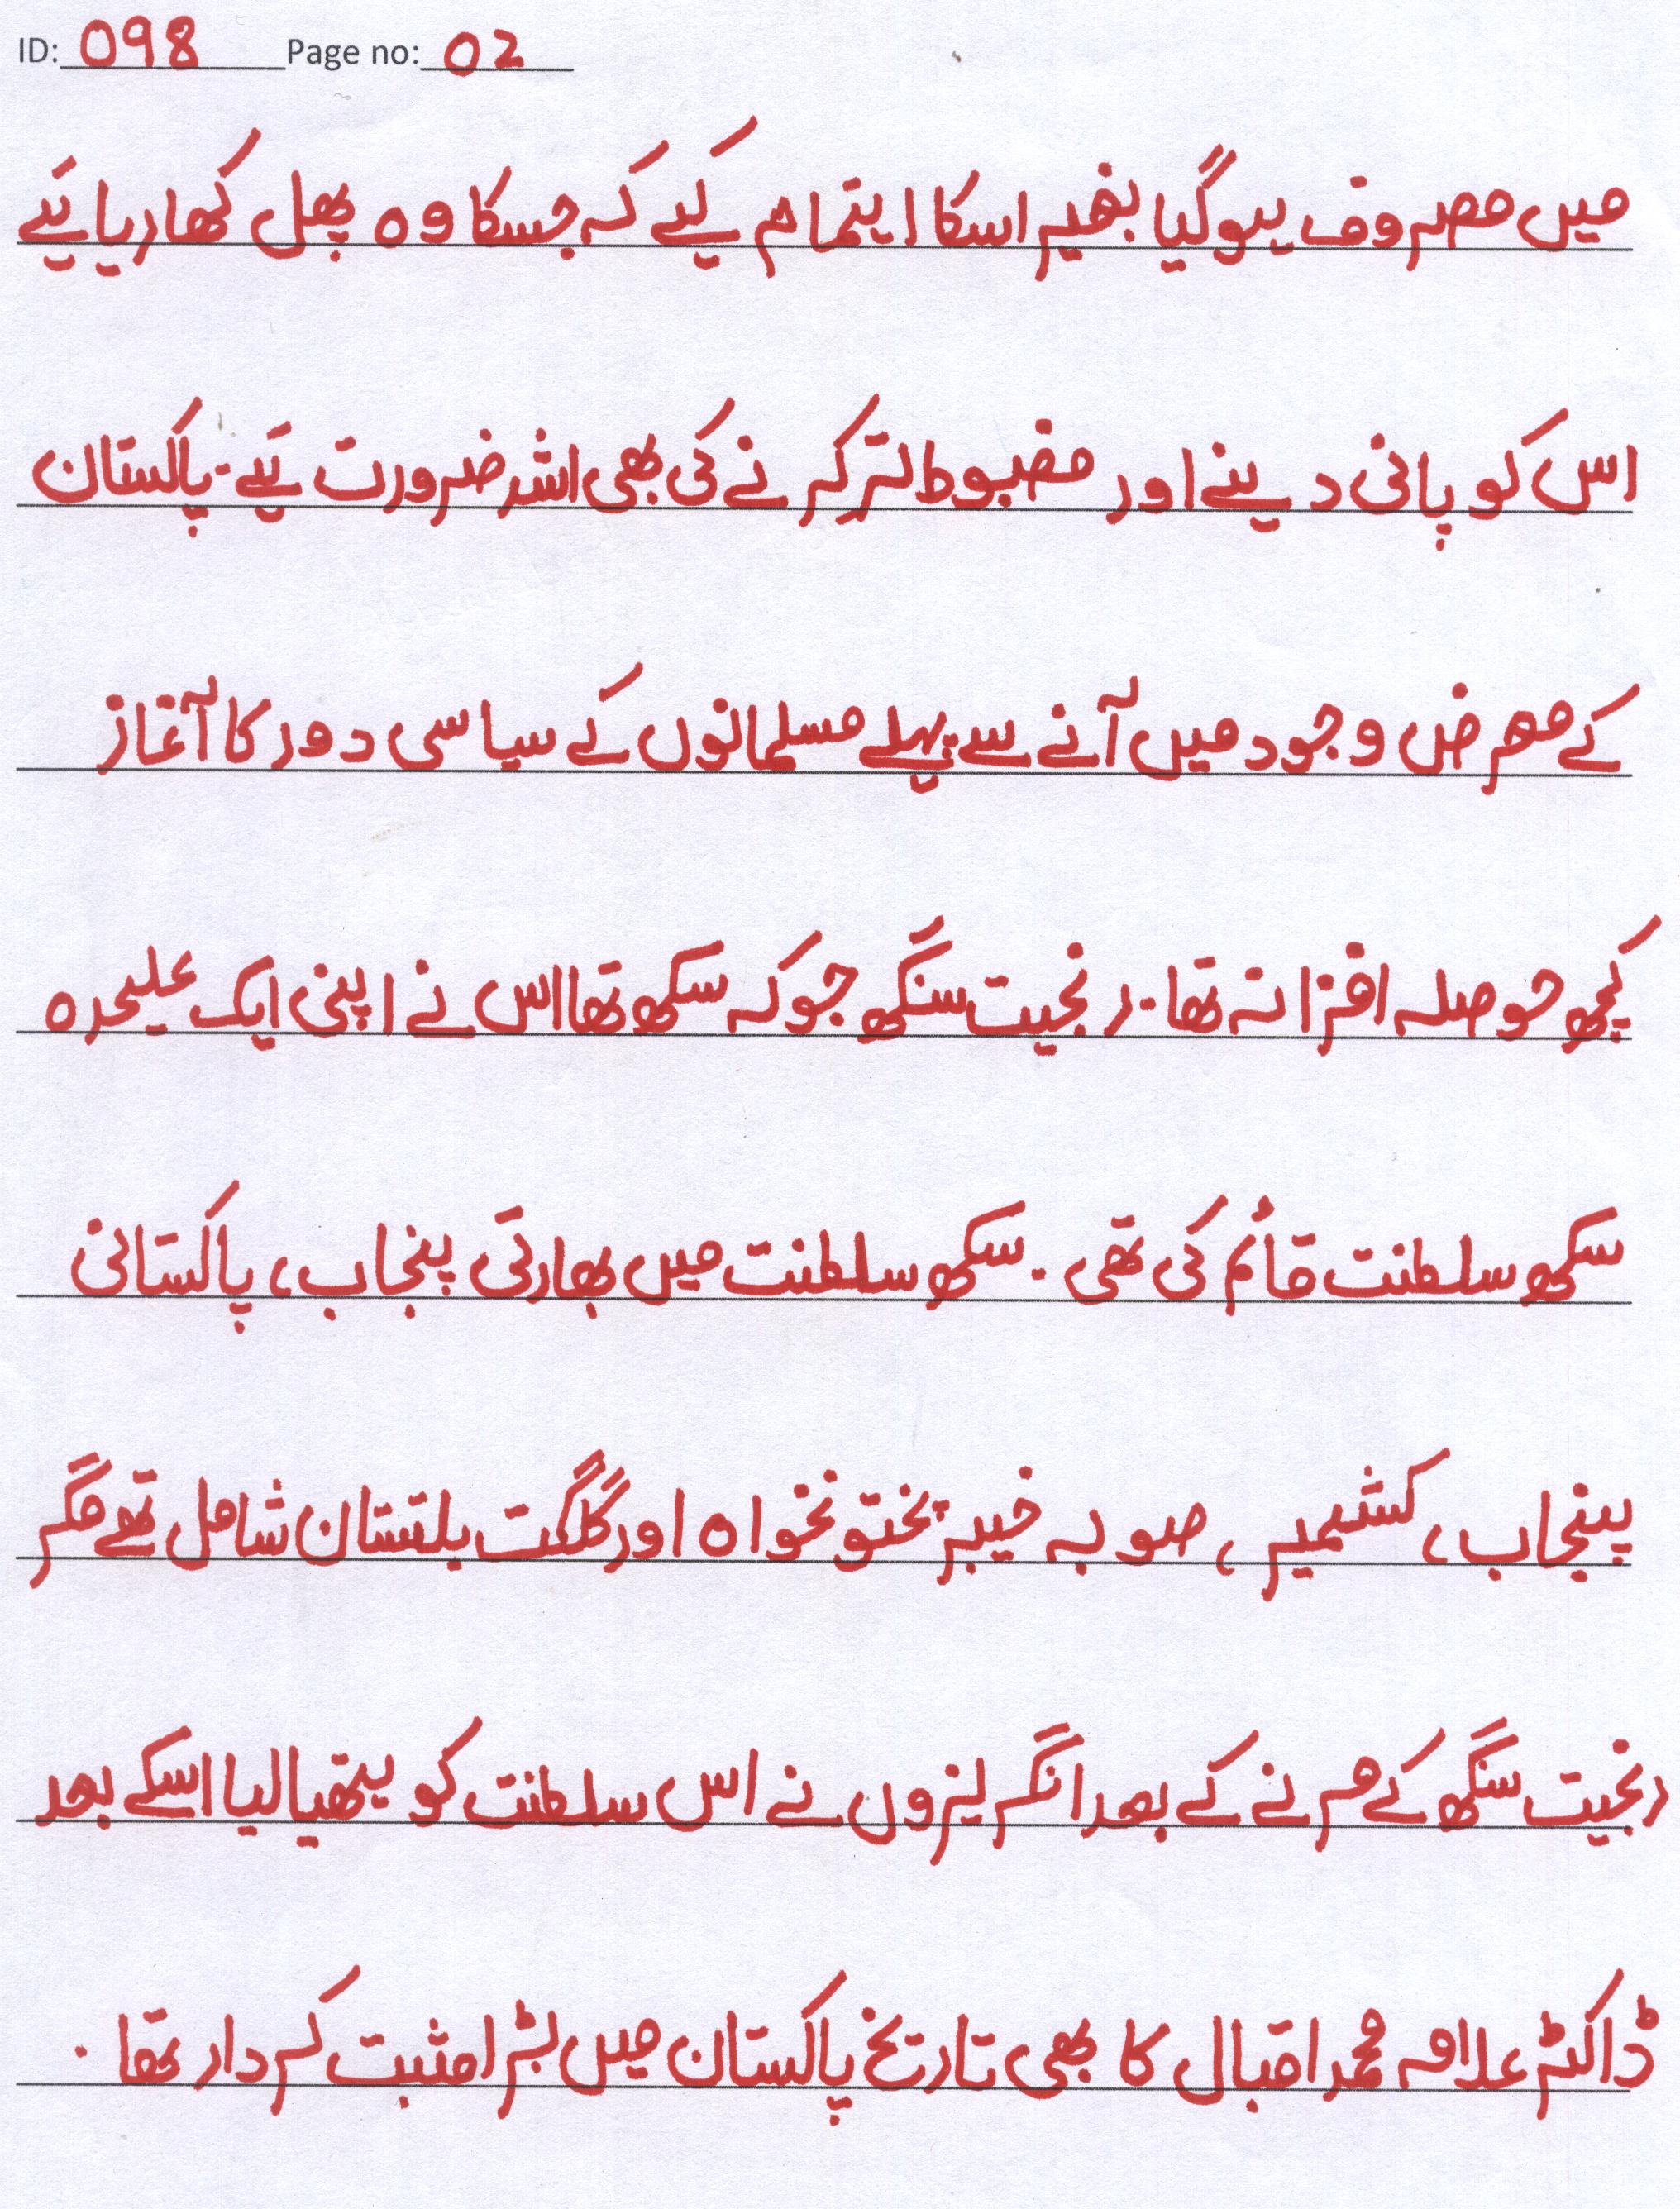 ID: 098 Page no: 02
میں مصروف ہوگیا بغیر اسکا اہتمام کیے کہ جسکا وہ پھل کھا رہا ہے
اس کو پانی دینے اور مضبوط تر کرنے کی بھی اشد ضرورت ہے۔ پاکستان
کے معرض وجود میں آنے سے پہلے مسلمانوں کے سیاسی دور کا آغاز
کچھ حوصلہ افزا نہ تھا۔ رنجیت سنگھ جو کہ سکھ تھا اس نے اپنی ایک علیحدہ
سکھ سلطنت قائم کی تھی۔ سکھ سلطنت میں بھارتی پنجاب، پاکستانی
پنجاب، کشمیر، صوبہ خیبر پختونخواہ اور گلگت بلتستان شامل تھے مگر
رنجیت سنگھ کے مرنے کے بعد انگریزوں نے اس سلطنت کو ہتھیا لیا اسکے بعد
ڈاکٹر علامہ محمد اقبال کا بھی تاریخ پاکستان میں بڑا مثبت کردار تھا۔